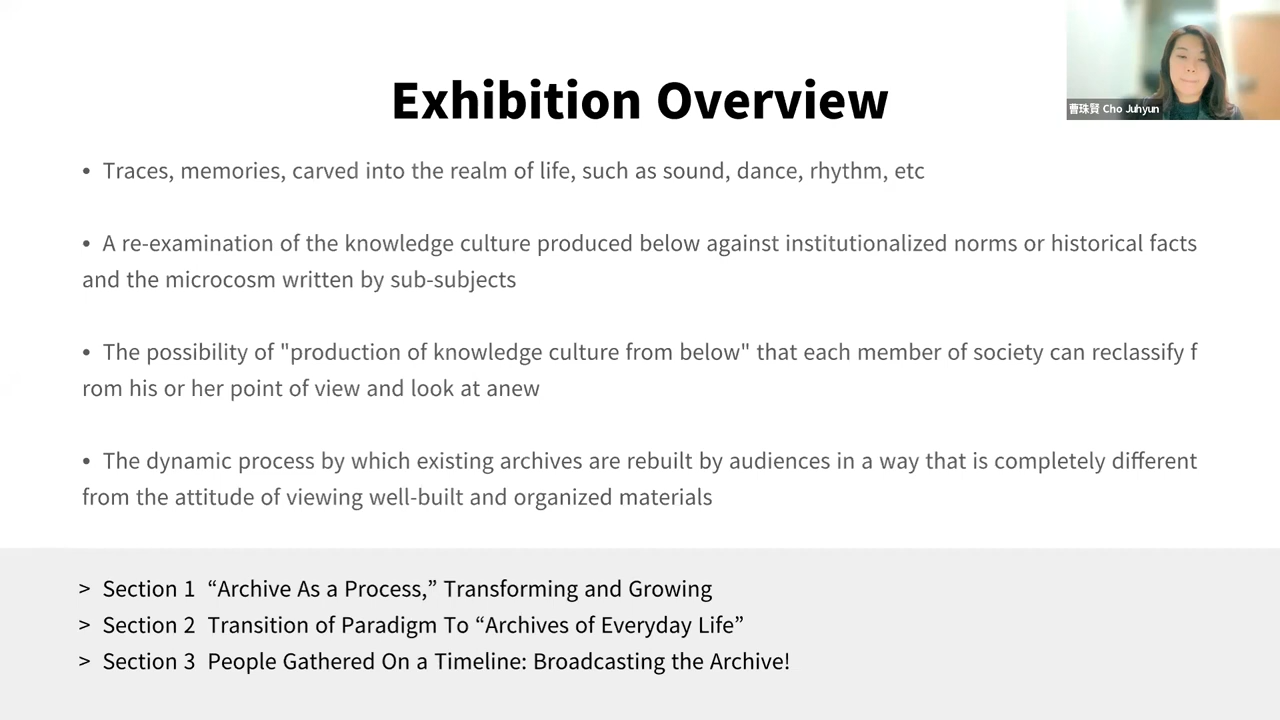 Exhibition Overview
曹珠賢 Cho Juhyun
• Traces, memories, carved into the realm of life, such as sound, dance, rhythm, etc
• A re-examination of the knowledge culture produced below against institutionalized norms or historical facts
and the microcosm written by sub-subjects
• The possibility of "production of knowledge culture from below" that each member of society can reclassify f
rom his or her point of view and look at anew
• The dynamic process by which existing archives are rebuilt by audiences in a way that is completely different
from the attitude of viewing well-built and organized materials
> Section 1 “Archive As a Process,” Transforming and Growing
> Section 2 Transition of Paradigm To “Archives of Everyday Life”
> Section 3 People Gathered On a Timeline: Broadcasting the Archive!